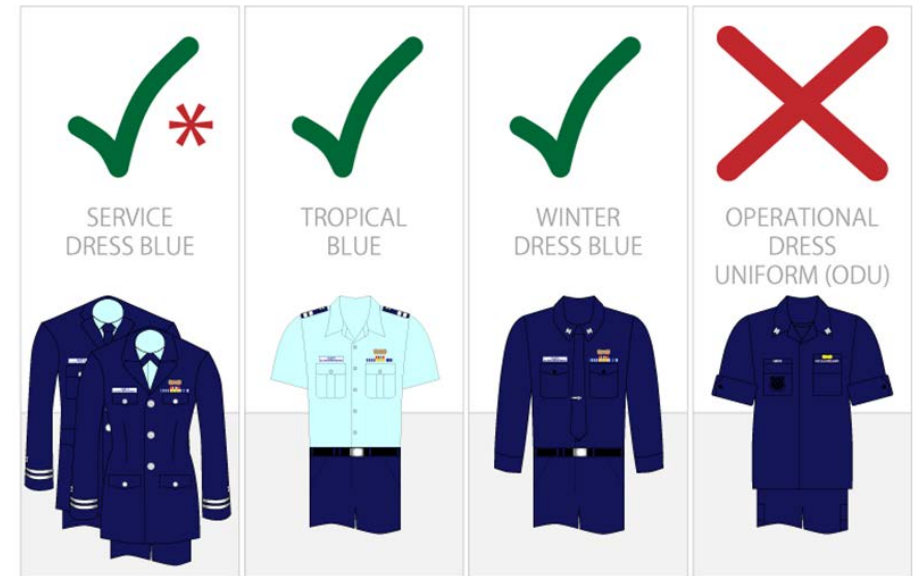 SERVICE
DRESS BLUE
TROPICAL
BLUE
WINTER
DRESS BLUE
OPERATIONAL
DRESS
UNIFORM (ODU)